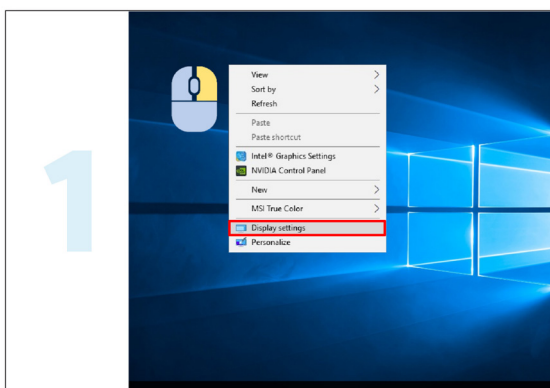 1
View
Sort by
Refresh
Paste
Paste shortcut
Intel® Graphics Settings
NVIDIA Control Panel
New
MSI True Color
Display settings
Personalize